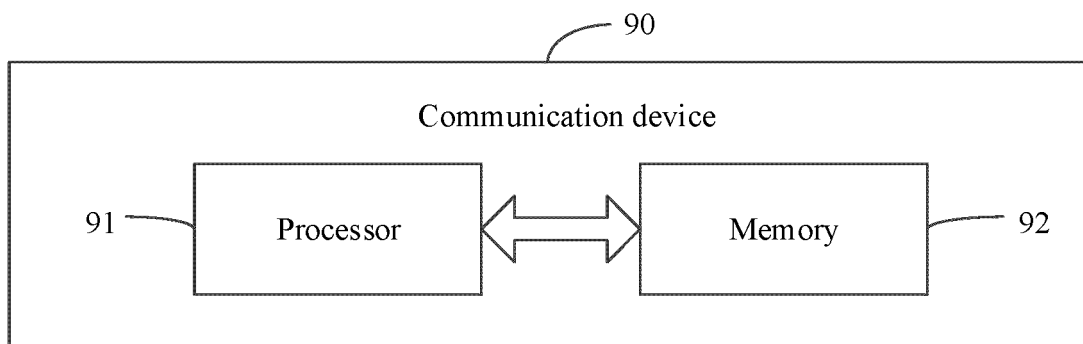 90
Communication device
91
Processor
Memory
92